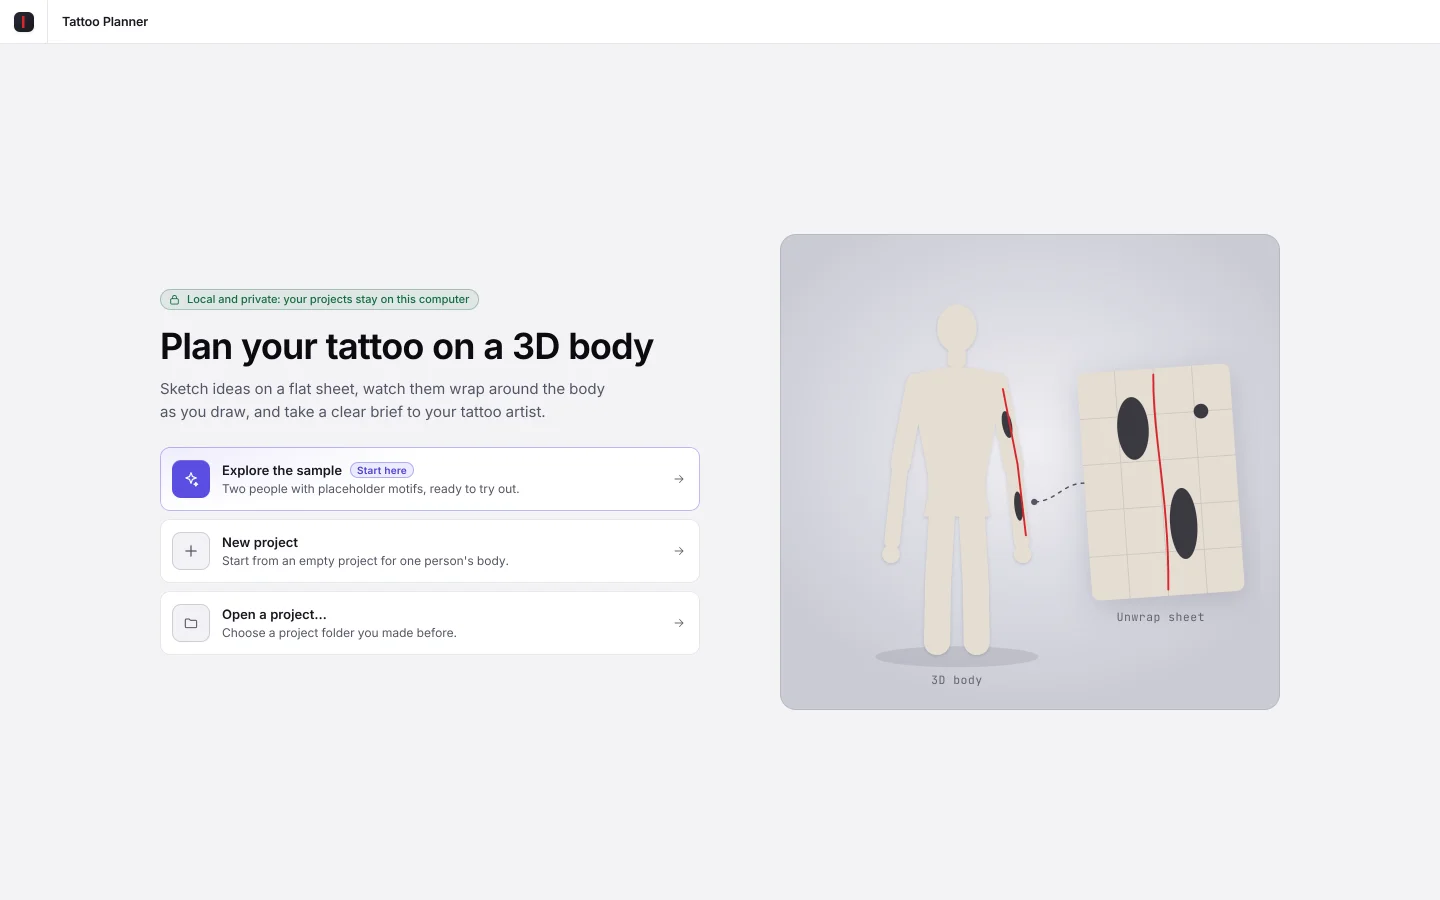 Tattoo Planner
Local and private: your projects stay on this computer
Plan your tattoo on a 3D body
Sketch ideas on a flat sheet, watch them wrap around the body
as you draw, and take a clear brief to your tattoo artist.
Explore the sample Start here
Two people with placeholder motifs, ready to try out.
New project
Start from an empty project for one person's body.
Open a project...
Choose a project folder you made before.
Unwrap sheet
3D body